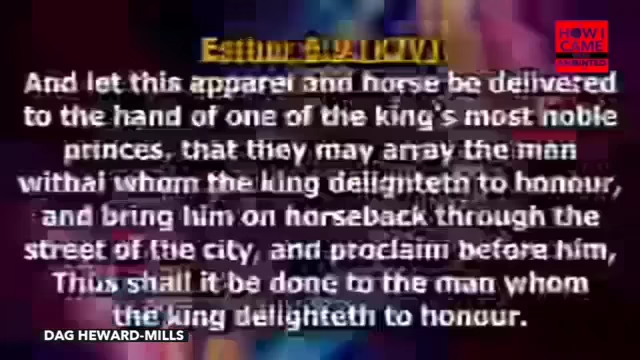 HOW I
CAME
ANOINTED
Esther 6:9 (KJV)
And let this apparel and horse be delivered
to the hand of one of the king's most noble
princes, that they may array the man
withal whom the king delighteth to honour,
and bring him on horseback through the
street of the city, and proclaim before him,
Thus shall it be done to the man whom
the king delighteth to honour.
DAG HEWARD-MILLS